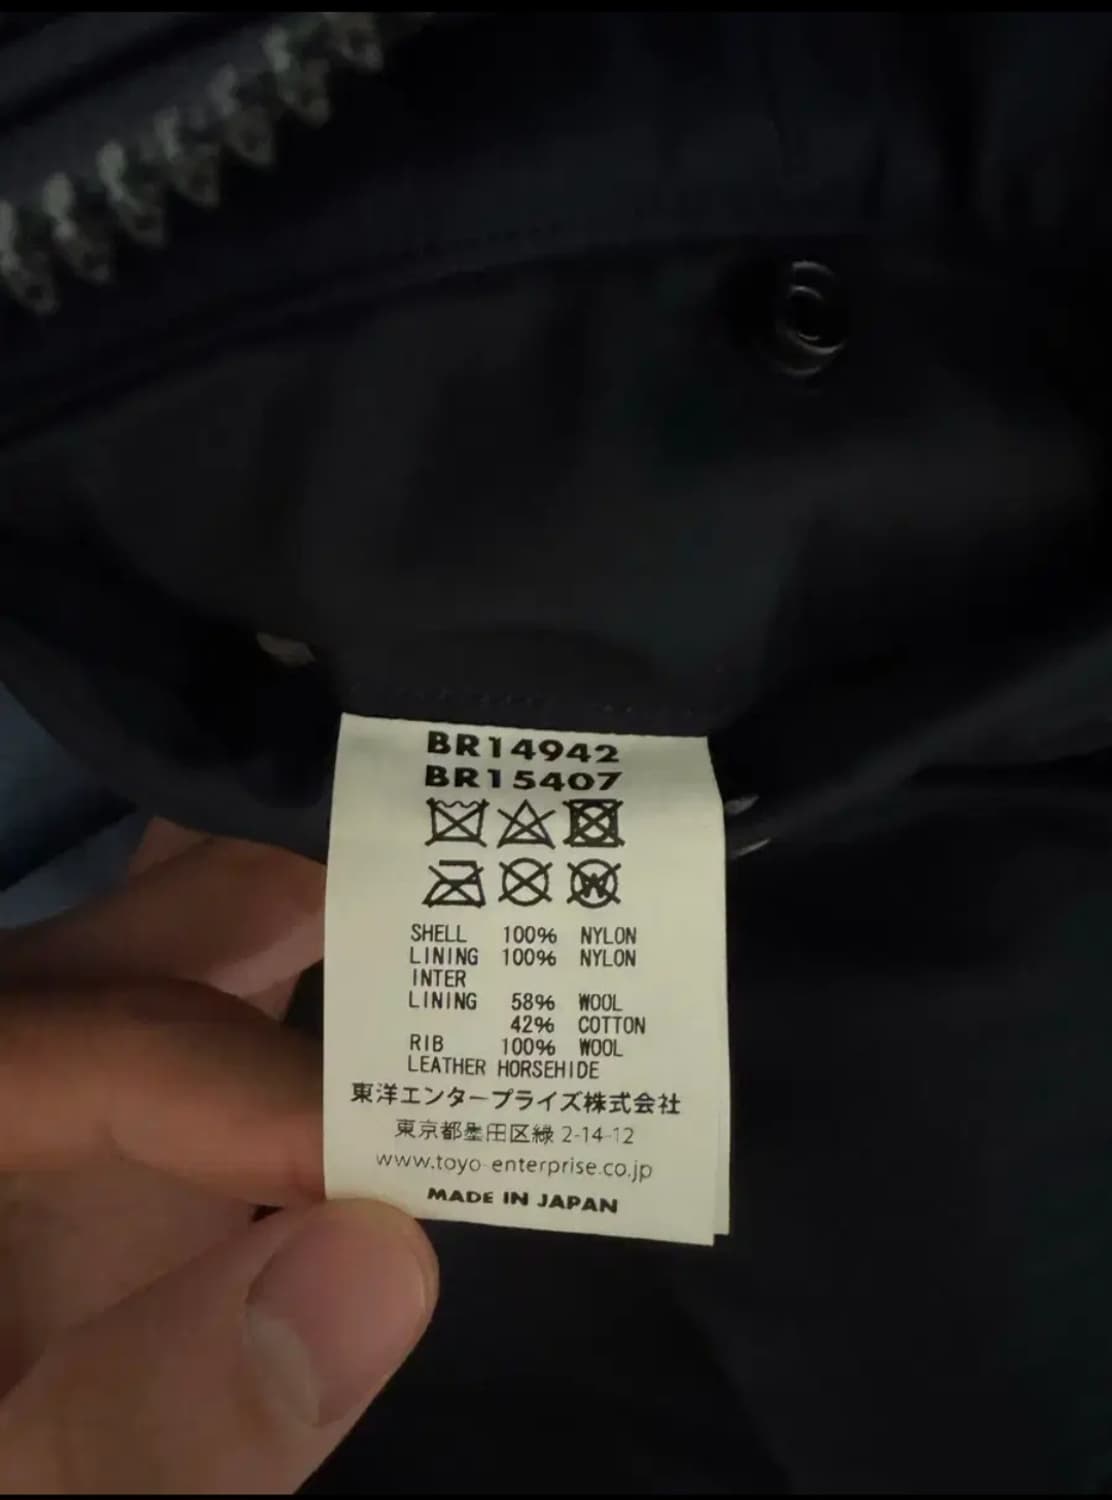 BR14942
BR15407
W
SHELL 100% NYLON
LINING 100% NYLON
INTER
LINING 58% WOOL
42% COTTON
RIB 100% WOOL
LEATHER HORSEHIDE
東洋エンタープライズ株式会社
東京都墨田区緑 2-14-12
www.toyo-enterprise.co.jp
MADE IN JAPAN